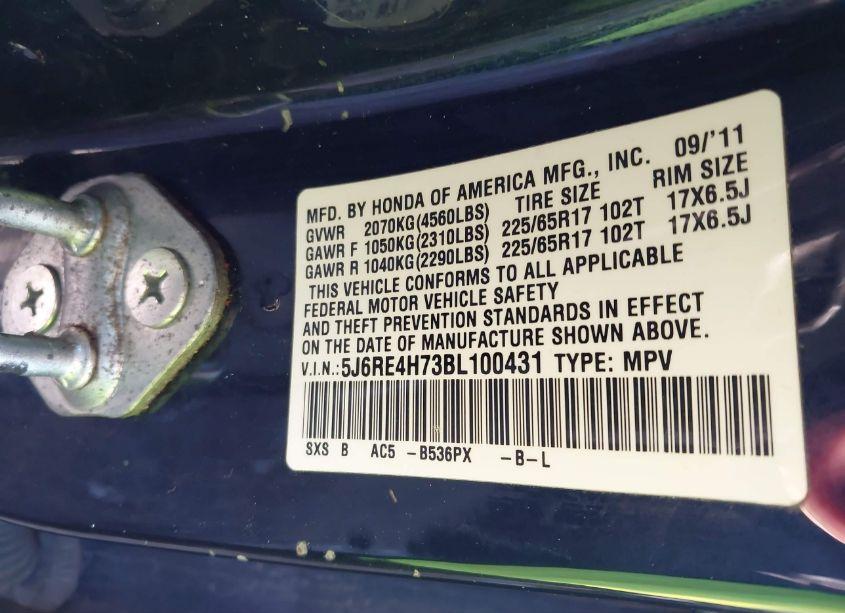 MFD. BY HONDA OF AMERICA MFG., INC. 09/'11
GVWR 2070KG(4560LBS) TIRE SIZE RIM SIZE
GAWR F 1050KG(2310LBS) 225/65R17 102T 17X6.5J
GAWR R 1040KG(2290LBS) 225/65R17 102T 17X6.5J
THIS VEHICLE CONFORMS TO ALL APPLICABLE
FEDERAL MOTOR VEHICLE SAFETY
AND THEFT PREVENTION STANDARDS IN EFFECT
ON THE DATE OF MANUFACTURE SHOWN ABOVE.
V.I.N.:5J6RE4H73BL100431 TYPE: MPV
SXS B AC5 -B536PX -B-L